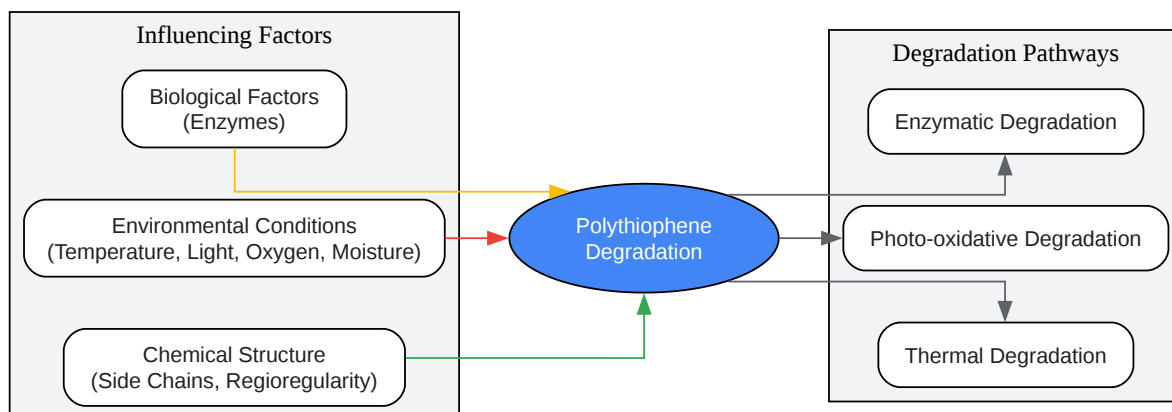 Influencing Factors
Biological Factors
(Enzymes)
Environmental Conditions
(Temperature, Light, Oxygen, Moisture)
Chemical Structure
(Side Chains, Regioregularity)
Polythiophene
Degradation
Degradation Pathways
Enzymatic Degradation
Photo-oxidative Degradation
Thermal Degradation